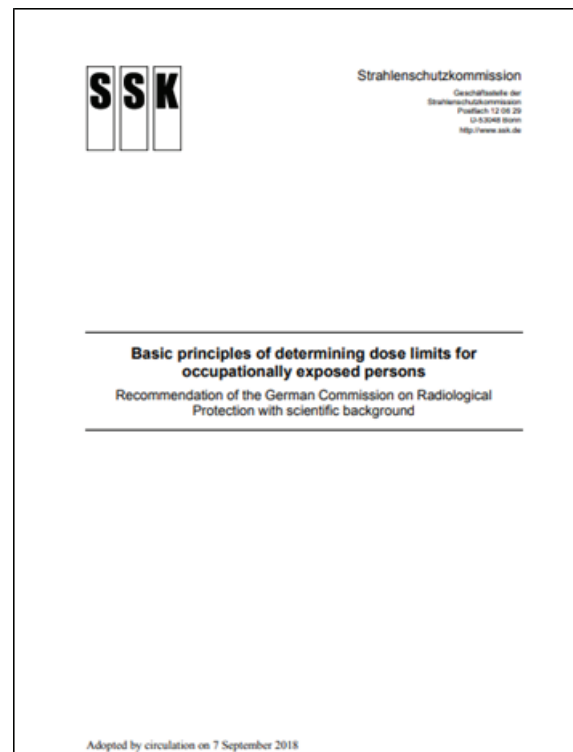 SSK
Strahlenschutzkommission
Geschäftsstelle der
Strahlenschutzkommission
Postfach 12 06 29
D-53048 Bonn
http://www.ssk.de
Basic principles of determining dose limits for
occupationally exposed persons
Recommendation of the German Commission on Radiological
Protection with scientific background
Adopted by circulation on 7 September 2018